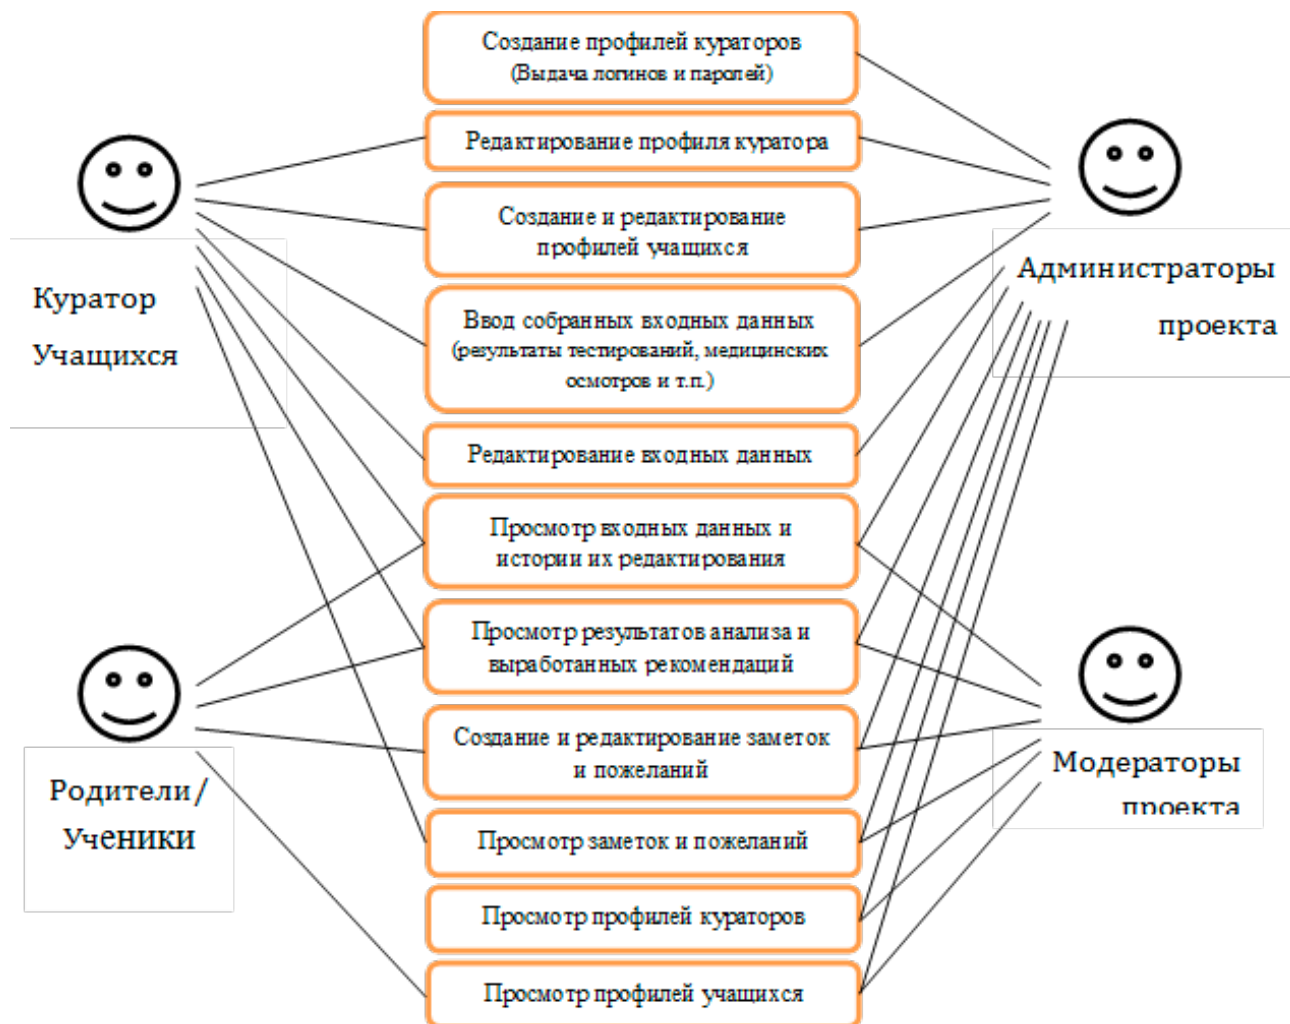 Создание профилей кураторов
(Выдача логинов и паролей)
Редактирование профиля куратора
Создание и редактирование
профилей учащихся
Ввод собранных входных данных
(результаты тестирований, медицинских
осмотров и т.п.)
Редактирование входных данных
Просмотр входных данных и
истории их редактирования
Просмотр результатов анализа и
выработанных рекомендаций
Создание и редактирование заметок
и пожеланий
Просмотр заметок и пожеланий
Просмотр профилей кураторов
Просмотр профилей учащихся
Куратор
Учащихся
Родители/
Ученики
Администраторы
проекта
Модераторы
проекта